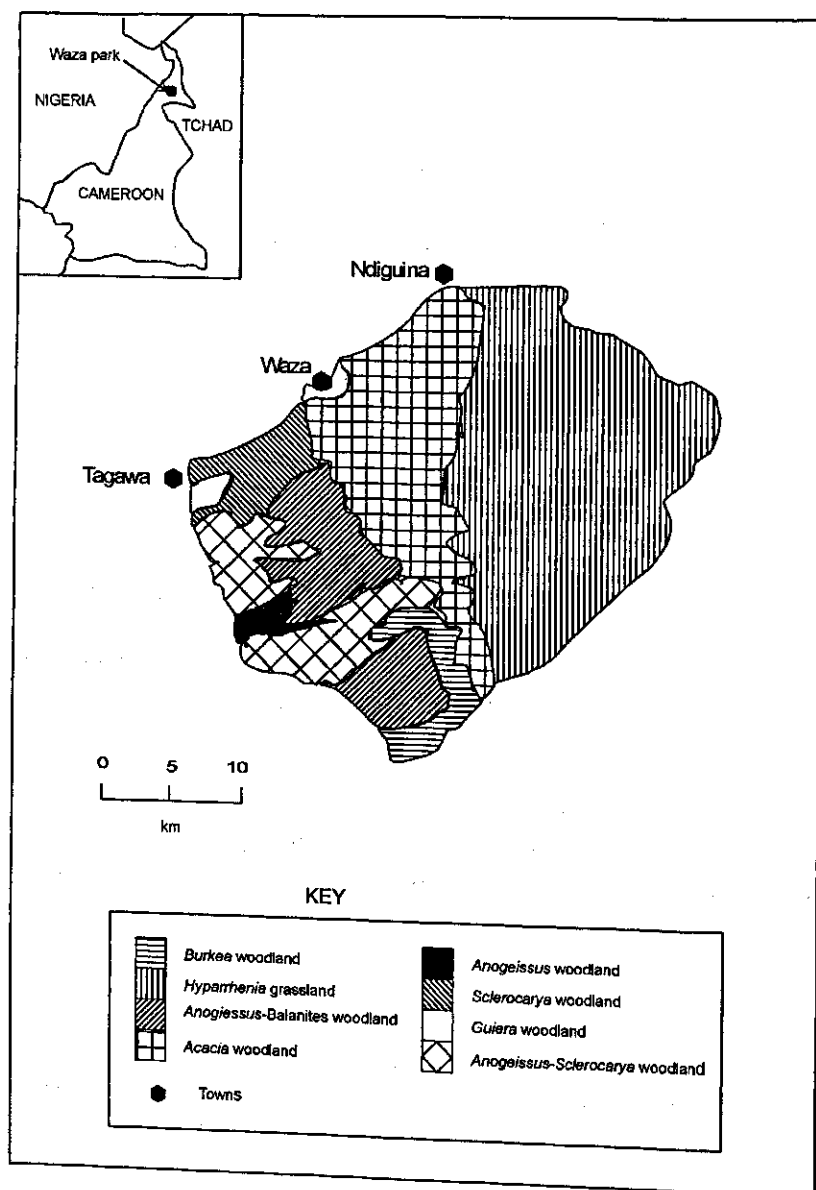 Waza park
NIGERIA
TCHAD
CAMEROON
Ndiguina
Waza
Tagawa
0 5 10
km
KEY
Burkea woodland
Hyparrhenia grassland
Anogiessus-Balanites woodland
Acacia woodland
Towns
Anogeissus woodland
Sclerocarya woodland
Guiera woodland
Anogeissus-Sclerocarya woodland